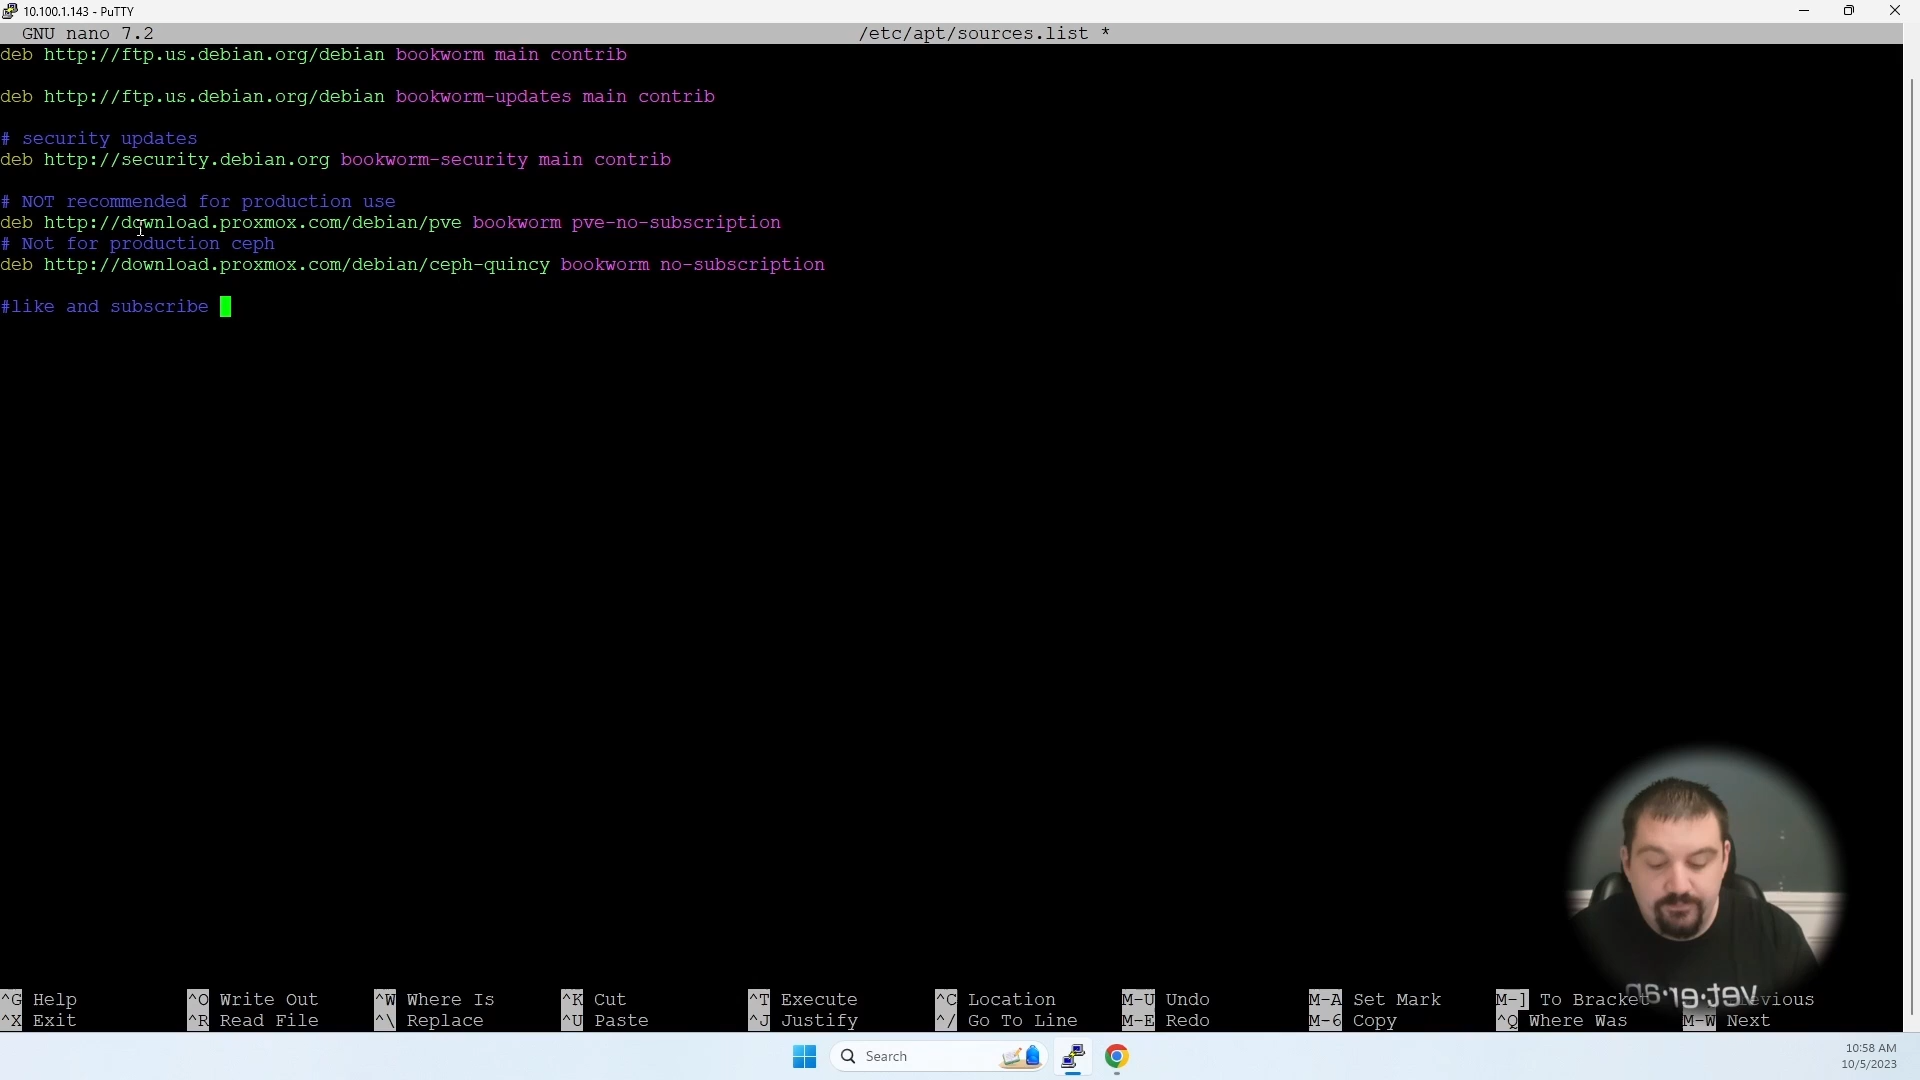 10.100.1.143 - PuTTY
GNU nano 7.2 /etc/apt/sources.list *
deb http://ftp.us.debian.org/debian bookworm main contrib
deb http://ftp.us.debian.org/debian bookworm-updates main contrib
# security updates
deb http://security.debian.org bookworm-security main contrib
# NOT recommended for production use
deb http://download.proxmox.com/debian/pve bookworm pve-no-subscription
# Not for production ceph
deb http://download.proxmox.com/debian/ceph-quincy bookworm no-subscription
#like and subscribe
^G Help ^O Write Out ^W Where Is ^K Cut ^T Execute ^C Location M-U Undo M-A Set Mark M-] To Bracket
^X Exit ^R Read File ^\ Replace ^U Paste ^J Justify ^/ Go To Line M-E Redo M-6 Copy ^Q Where Was M-W Next
Search
10:58 AM
10/5/2023